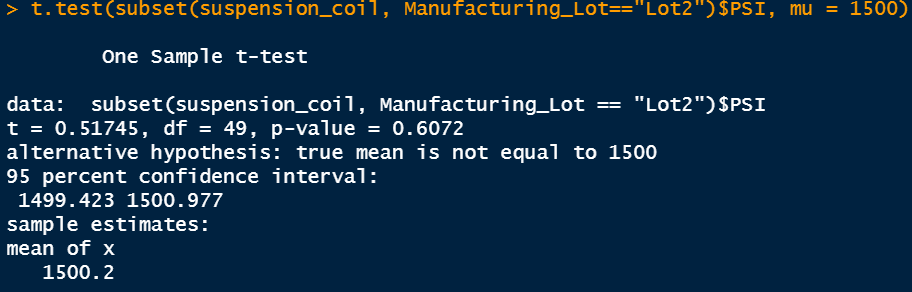 > t.test(subset(suspension_coil, Manufacturing_Lot=="Lot2")$PSI, mu = 1500)
One Sample t-test
data:  subset(suspension_coil, Manufacturing_Lot == "Lot2")$PSI
t = 0.51745, df = 49, p-value = 0.6072
alternative hypothesis: true mean is not equal to 1500
95 percent confidence interval:
1499.423 1500.977
sample estimates:
mean of x
1500.2